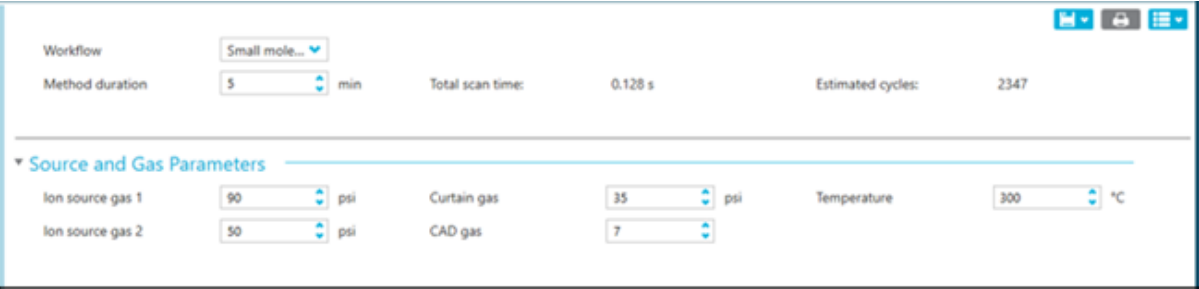 Workflow Small mole...
Method duration 5 min Total scan time: 0.128 s Estimated cycles: 2347
Source and Gas Parameters
Ion source gas 1 90 psi Curtain gas 35 psi Temperature 300 °C
Ion source gas 2 50 psi CAD gas 7